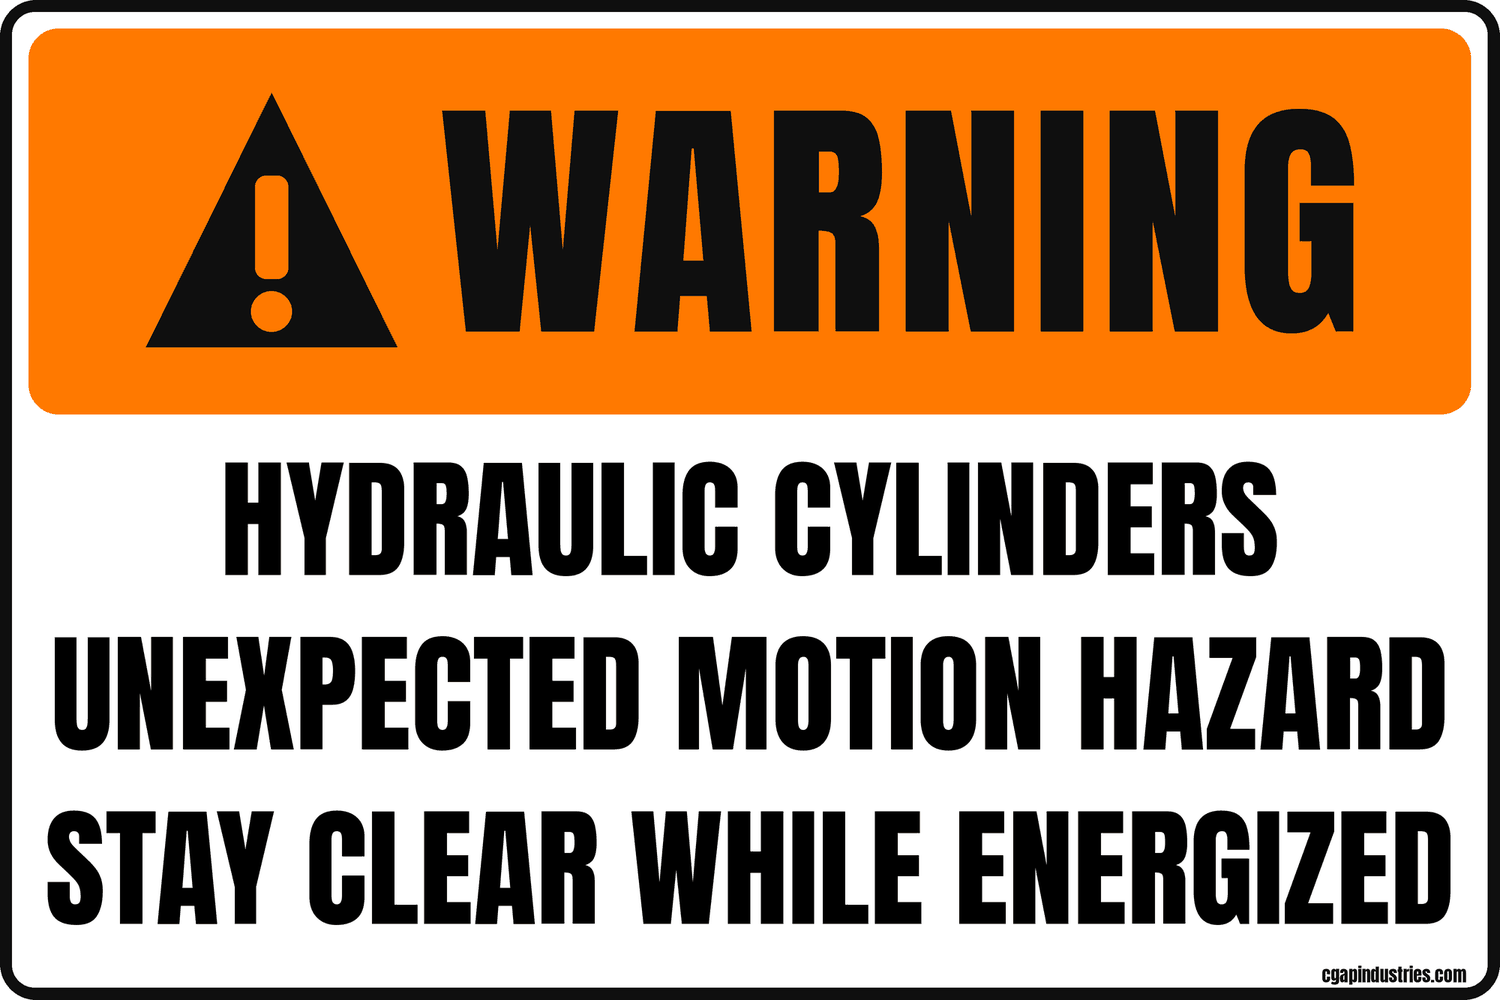 WARNING
HYDRAULIC CYLINDERS
UNEXPECTED MOTION HAZARD
STAY CLEAR WHILE ENERGIZED
cgapindustries.com